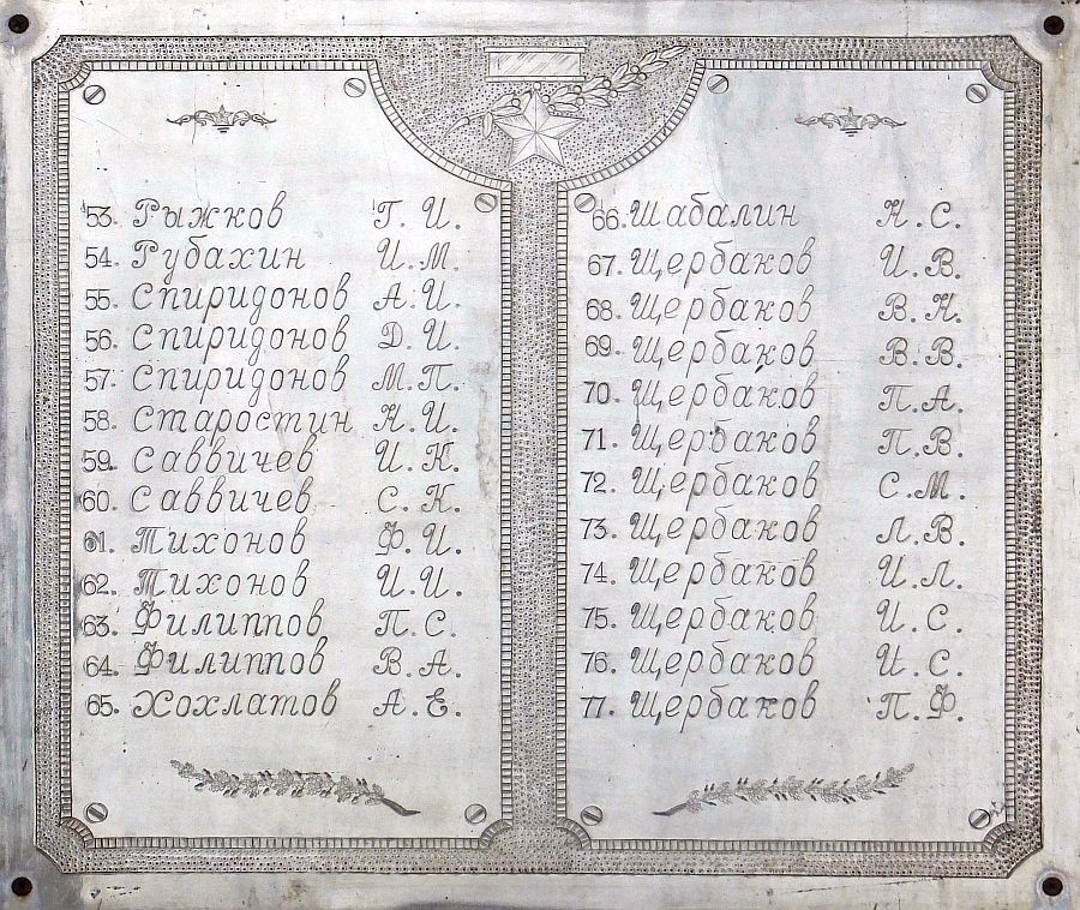 53. Рыжков Г. И.
54. Рубахин И. М.
55. Спиридонов А. И.
56. Спиридонов Д. И.
57. Спиридонов М. П.
58. Старостин Н. И.
59. Саввичев И. К.
60. Саввичев С. К.
61. Тихонов Ф. И.
62. Тихонов И. И.
63. Филиппов П. С.
64. Филиппов В. А.
65. Хохлатов А. Е.
66. Шабалин Н. С.
67. Щербаков И. В.
68. Щербаков В. Н.
69. Щербаков В. В.
70. Щербаков П. А.
71. Щербаков П. В.
72. Щербаков С. М.
73. Щербаков Л. В.
74. Щербаков И. Л.
75. Щербаков И. С.
76. Щербаков И. С.
77. Щербаков П. Ф.